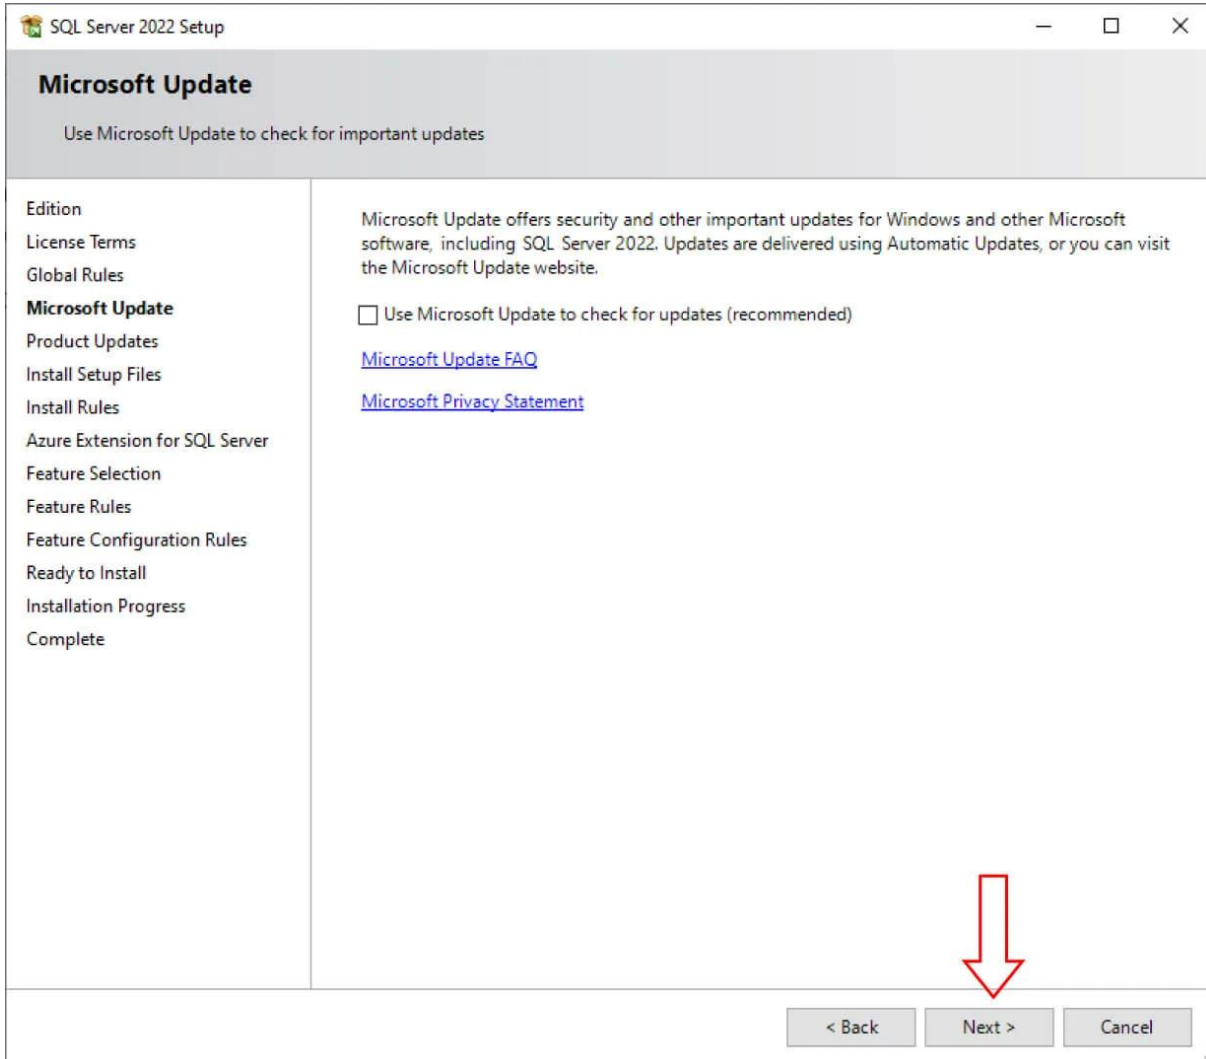 SQL Server 2022 Setup
Microsoft Update
Use Microsoft Update to check for important updates
Edition
License Terms
Global Rules
Microsoft Update
Product Updates
Install Setup Files
Install Rules
Azure Extension for SQL Server
Feature Selection
Feature Rules
Feature Configuration Rules
Ready to Install
Installation Progress
Complete
Microsoft Update offers security and other important updates for Windows and other Microsoft
software, including SQL Server 2022. Updates are delivered using Automatic Updates, or you can visit
the Microsoft Update website.
Use Microsoft Update to check for updates (recommended)
Microsoft Update FAQ
Microsoft Privacy Statement
< Back
Next >
Cancel